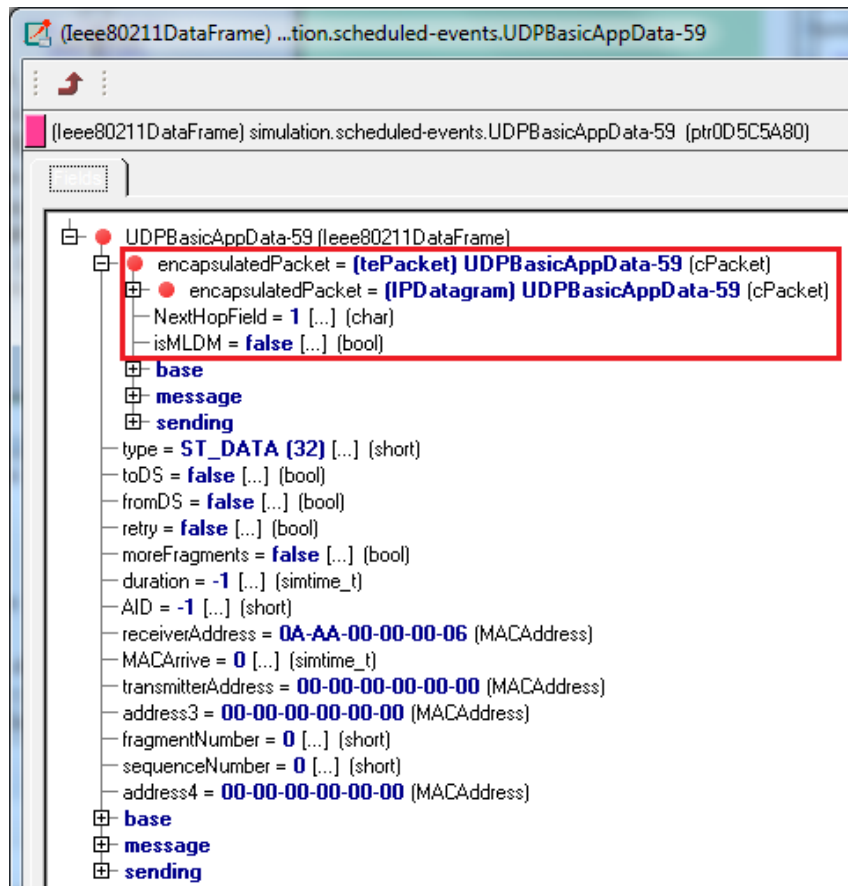 (Ieee80211DataFrame) ...tion.scheduled-events.UDPBasicAppData-59
(Ieee80211DataFrame) simulation.scheduled-events.UDPBasicAppData-59 (ptr0D5C5A80)
Fields
UDPBasicAppData-59 (Ieee80211DataFrame)
encapsulatedPacket = (tePacket) UDPBasicAppData-59 (cPacket)
encapsulatedPacket = (IPDatagram) UDPBasicAppData-59 (cPacket)
NextHopField = 1 [...] (char)
isMLDM = false [...] (bool)
base
message
sending
type = ST_DATA (32) [...] (short)
toDS = false [...] (bool)
fromDS = false [...] (bool)
retry = false [...] (bool)
moreFragments = false [...] (bool)
duration = -1 [...] (simtime_t)
AID = -1 [...] (short)
receiverAddress = 0A-AA-00-00-00-06 (MACAddress)
MACArrive = 0 [...] (simtime_t)
transmitterAddress = 00-00-00-00-00-00 (MACAddress)
address3 = 00-00-00-00-00-00 (MACAddress)
fragmentNumber = 0 [...] (short)
sequenceNumber = 0 [...] (short)
address4 = 00-00-00-00-00-00 (MACAddress)
base
message
sending